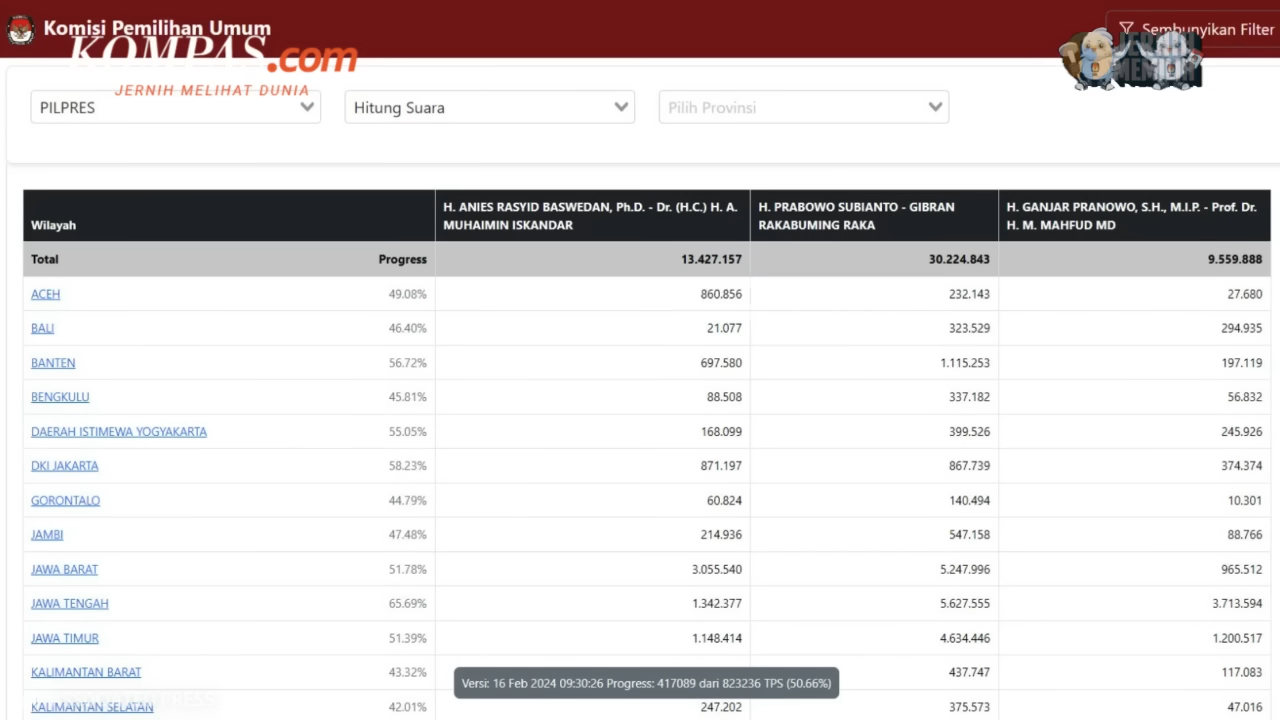 Komisi Pemilihan Umum
KOMPAS.com
JERNIH MELIHAT DUNIA
Sembunyikan Filter
JERNIH
MEMILIH
PILPRES
Hitung Suara
Pilih Provinsi
Wilayah
H. ANIES RASYID BASWEDAN, Ph.D. - Dr. (H.C.) H. A.
MUHAIMIN ISKANDAR
H. PRABOWO SUBIANTO - GIBRAN
RAKABUMING RAKA
H. GANJAR PRANOWO, S.H., M.I.P. - Prof. Dr.
H. M. MAHFUD MD
Total Progress 13.427.157 30.224.843 9.559.888
ACEH 49.08% 860.856 232.143 27.680
BALI 46.40% 21.077 323.529 294.935
BANTEN 56.72% 697.580 1.115.253 197.119
BENGKULU 45.81% 88.508 337.182 56.832
DAERAH ISTIMEWA YOGYAKARTA 55.05% 168.099 399.526 245.926
DKI JAKARTA 58.23% 871.197 867.739 374.374
GORONTALO 44.79% 60.824 140.494 10.301
JAMBI 47.48% 214.936 547.158 88.766
JAWA BARAT 51.78% 3.055.540 5.247.996 965.512
JAWA TENGAH 65.69% 1.342.377 5.627.555 3.713.594
JAWA TIMUR 51.39% 1.148.414 4.634.446 1.200.517
KALIMANTAN BARAT 43.32% 437.747 117.083
Versi: 16 Feb 2024 09:30:26 Progress: 417089 dari 823236 TPS (50.66%)
KALIMANTAN SELATAN 42.01% 247.202 375.573 47.016